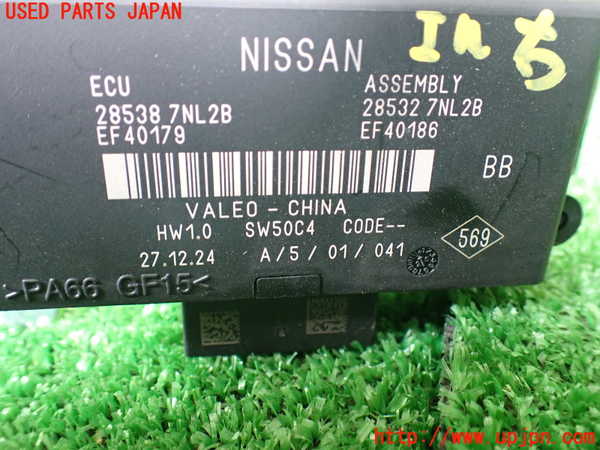 USED PARTS JAPAN
NISSAN
ECU
28538 7NL2B
EF40179
ASSEMBLY
28532 7NL2B
EF40186
BB
VALEO - CHINA
HW1.0 SW50C4 CODE--
27.12.24 A/5/01/041
569
>PA66 GF15<
http://www.upjpn.com